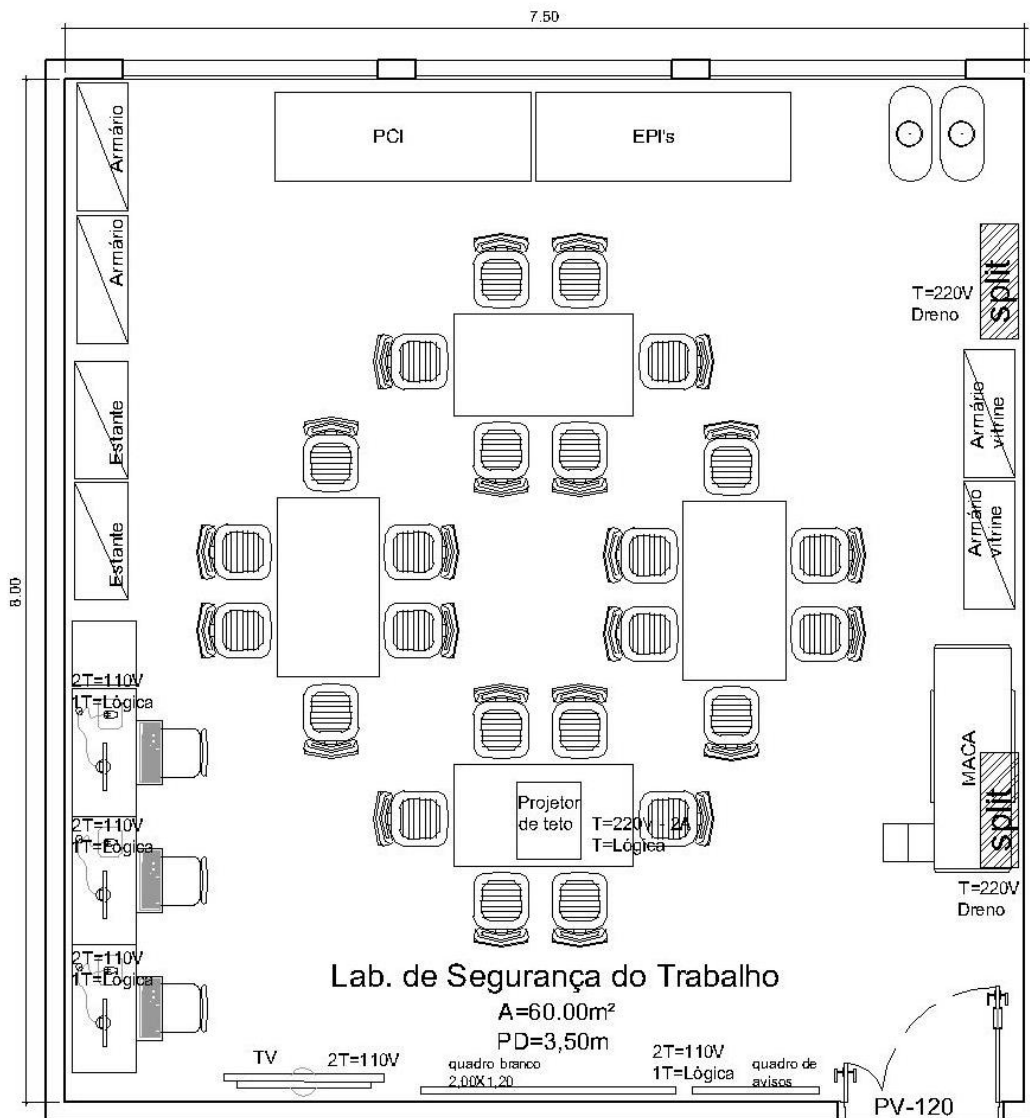 7.50
Armário
PCI
EPI's
Armário
split
T=220V
Dreno
Estante
Armário
vitrine
Estante
Armário
vitrine
8.00
2T=110V
1T=Lógica
MACA
Projetor
de teto
T=220V - 2A
T=Lógica
split
2T=110V
1T=Lógica
T=220V
Dreno
2T=110V
1T=Lógica
Lab. de Segurança do Trabalho
A=60.00m²
PD=3,50m
TV
2T=110V
quadro branco
2,00X1,20
2T=110V
1T=Lógica
quadro de
avisos
PV-120